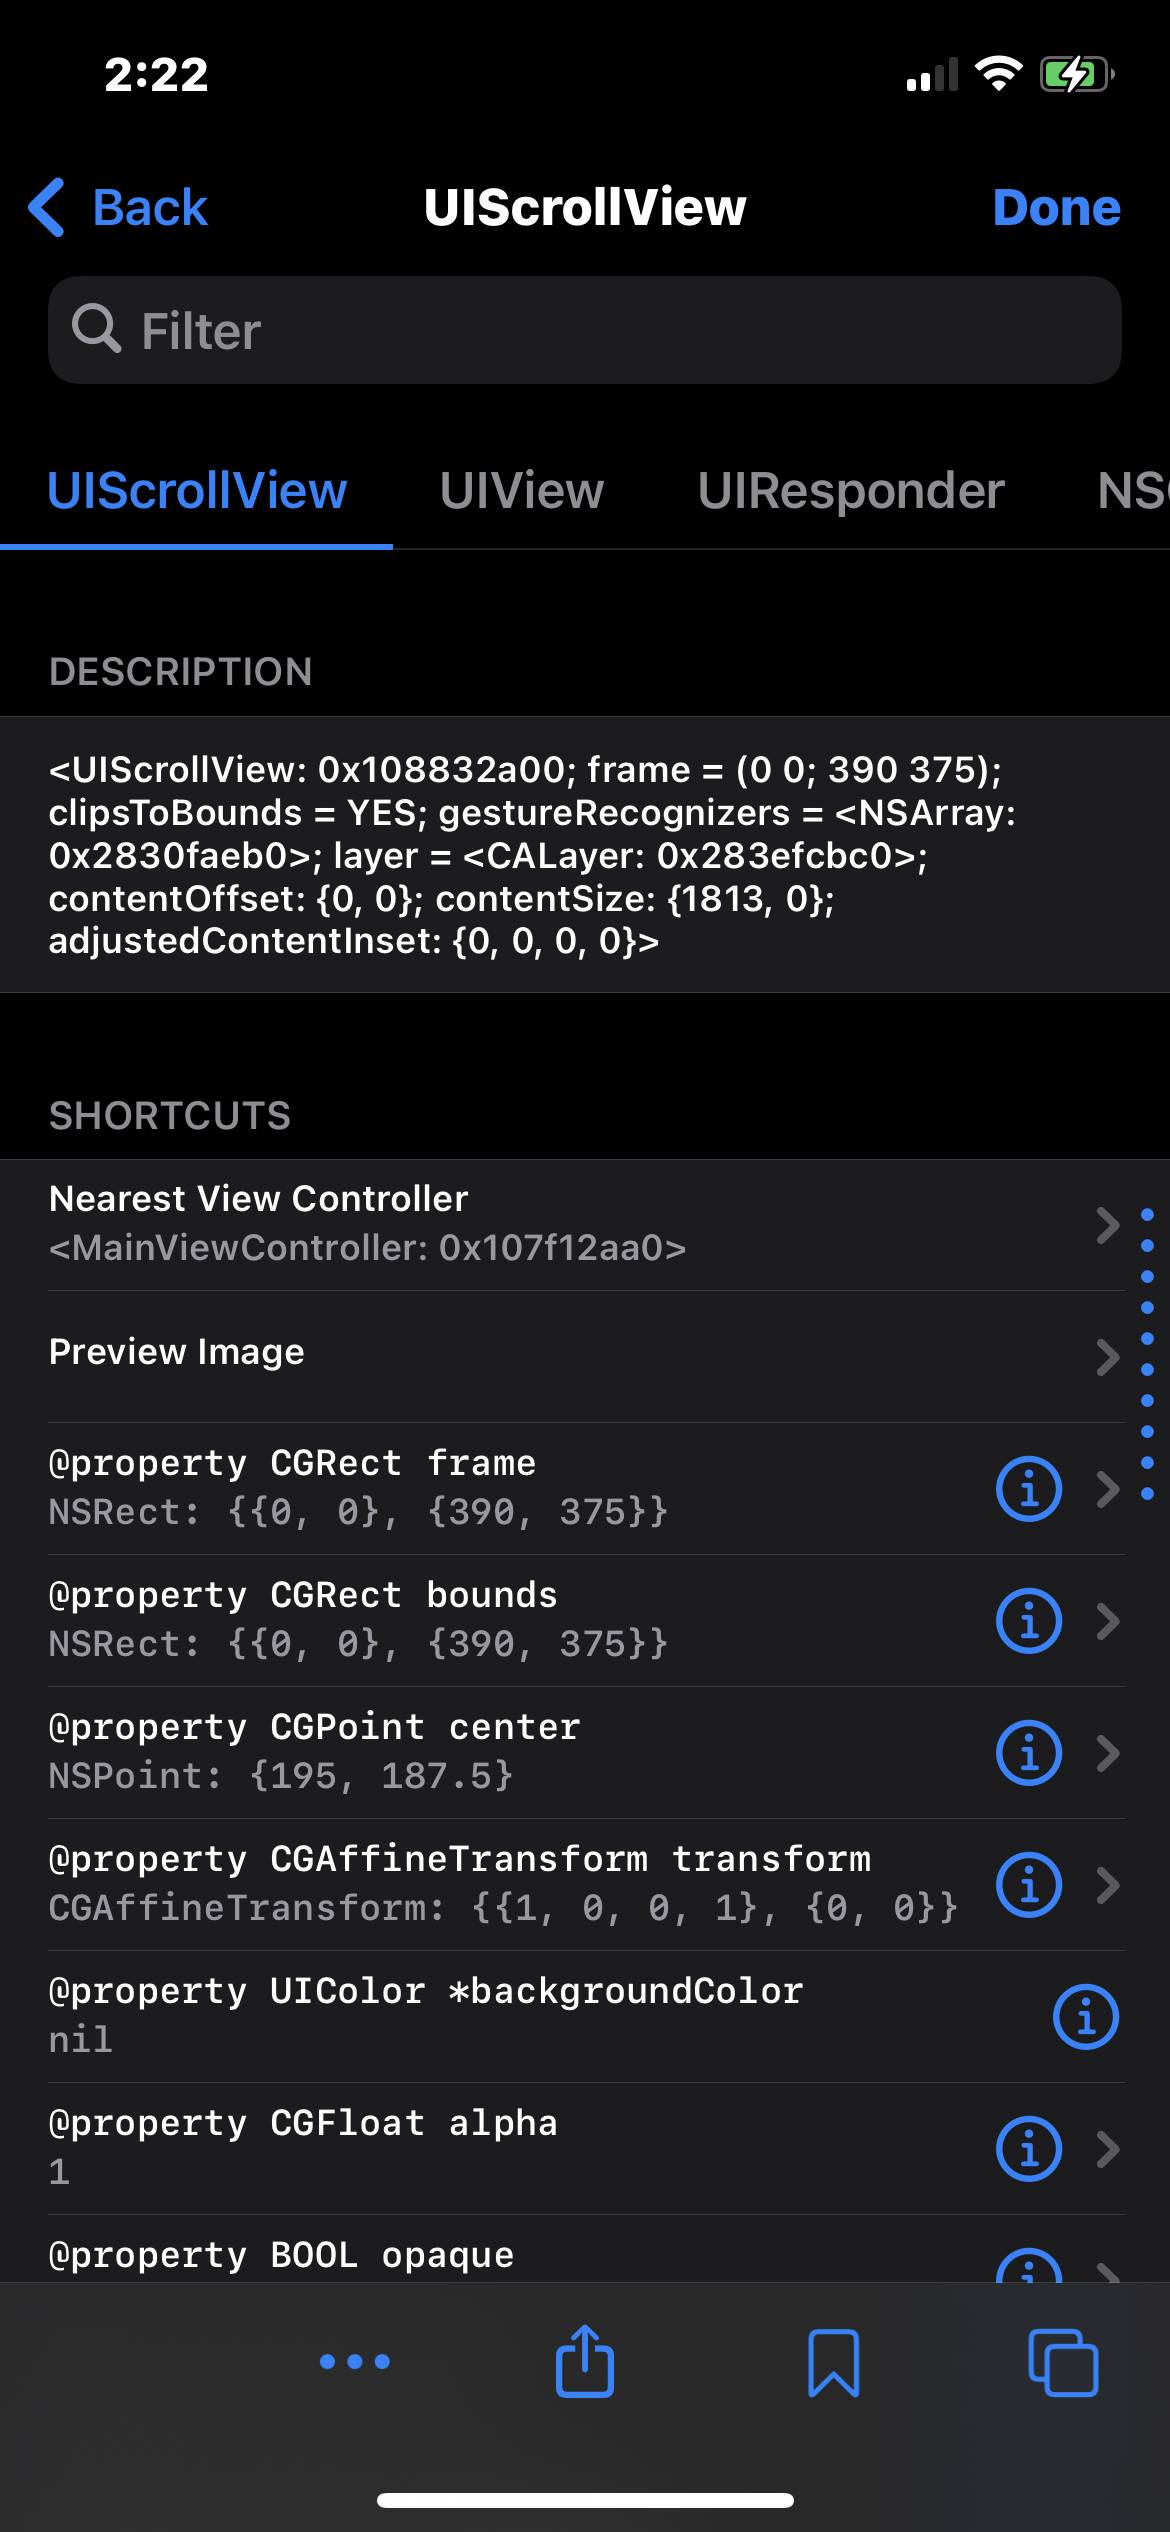 2:22
Back
UIScrollView
Done
Filter
UIScrollView
UIView
UIResponder
DESCRIPTION
<UIScrollView: 0x108832a00; frame = (0 0; 390 375);
clipsToBounds = YES; gestureRecognizers = <NSArray:
0x2830faeb0>; layer = <CALayer: 0x283efcbc0>;
contentOffset: {0, 0}; contentSize: {1813, 0};
adjustedContentInset: {0, 0, 0, 0}>
SHORTCUTS
Nearest View Controller
<MainViewController: 0x107f12aa0>
Preview Image
@property CGRect frame
NSRect: {{0, 0}, {390, 375}}
@property CGRect bounds
NSRect: {{0, 0}, {390, 375}}
@property CGPoint center
NSPoint: {195, 187.5}
@property CGAffineTransform transform
CGAffineTransform: {{1, 0, 0, 1}, {0, 0}}
@property UIColor *backgroundColor
nil
@property CGFloat alpha
1
@property BOOL opaque